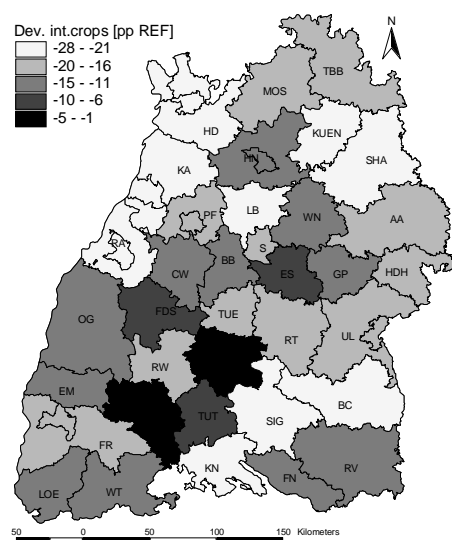 Dev. int.crops [pp REF]
-28 - -21
-20 - -16
-15 - -11
-10 - -6
-5 - -1
N
TBB
MOS
HD
KUEN
HN
SHA
KA
LB
PF
WN
AA
RA
S
CW
BB
ES
GP
HDH
OG
FDS
TUE
RT
UL
RW
EM
TUT
SIG
BC
FR
KN
FN
RV
LOE
WT
50 0 50 100 150 Kilometers